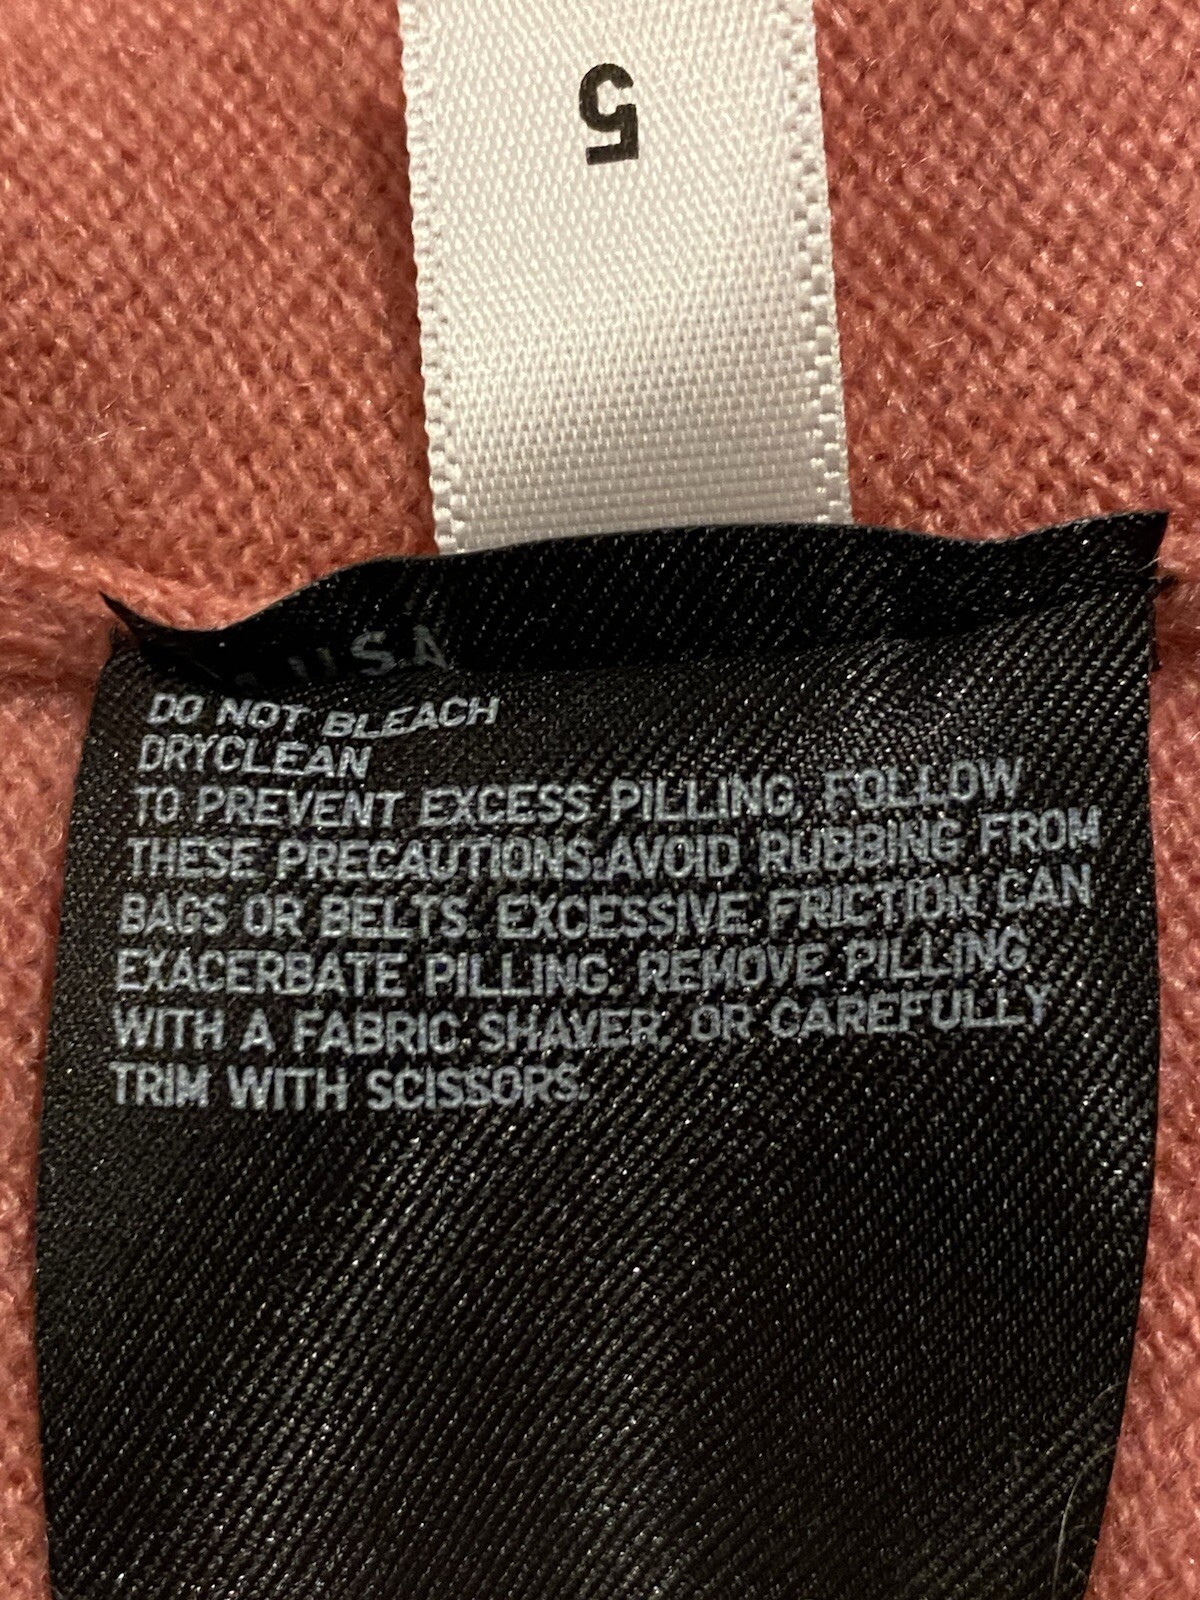 5
U.S.A
DO NOT BLEACH
DRYCLEAN
TO PREVENT EXCESS PILLING, FOLLOW
THESE PRECAUTIONS:AVOID RUBBING FROM
BAGS OR BELTS. EXCESSIVE FRICTION CAN
EXACERBATE PILLING. REMOVE PILLING
WITH A FABRIC SHAVER, OR CAREFULLY
TRIM WITH SCISSORS.